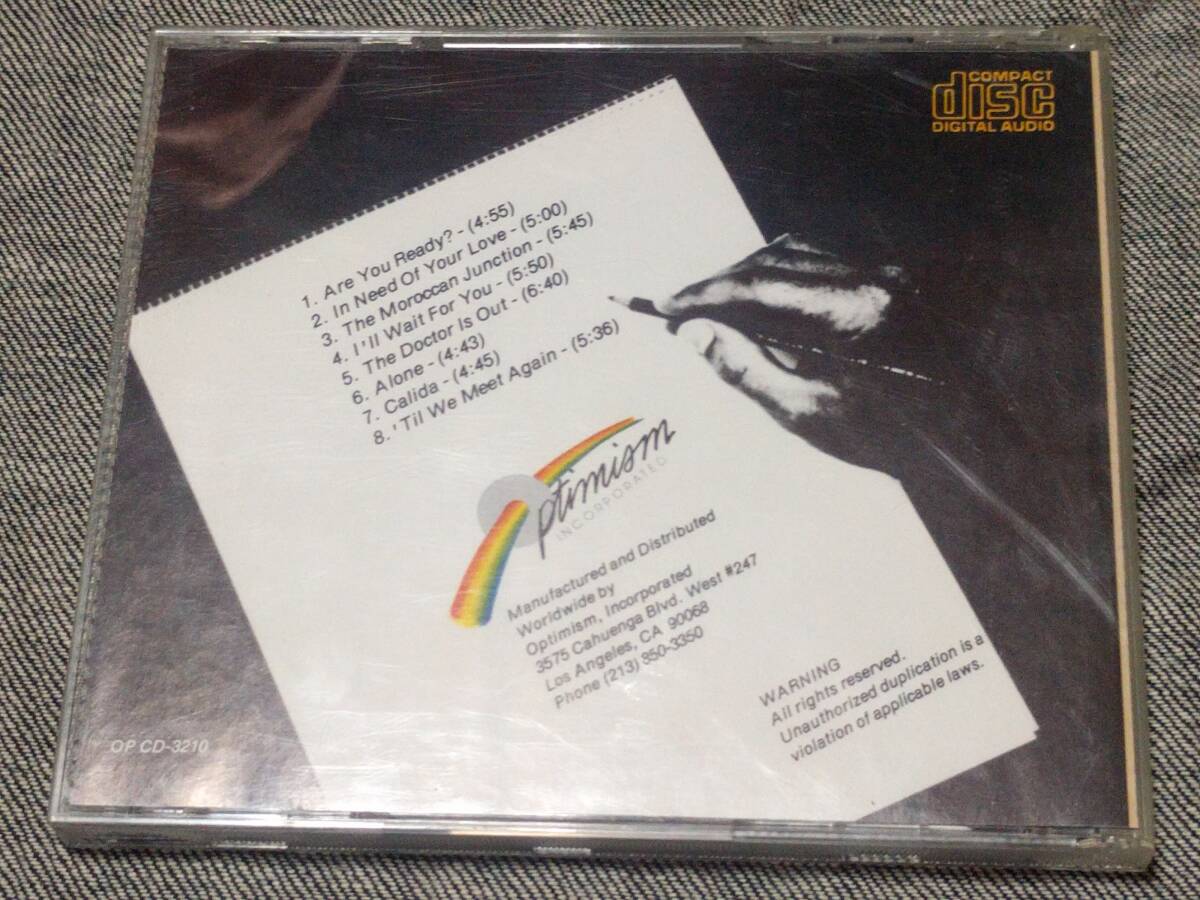 COMPACT
disc
DIGITAL AUDIO
1. Are You Ready? - (4:55)
2. In Need Of Your Love - (5:00)
3. The Moroccan Junction - (5:45)
4. I'll Wait For You - (5:50)
5. The Doctor Is Out - (6:40)
6. Alone - (4:43)
7. Calida - (4:45)
8. 'Til We Meet Again - (5:36)
Optimism
INCORPORATED
Manufactured and Distributed
Worldwide by
Optimism, Incorporated
3575 Cahuenga Blvd. West #247
Los Angeles, CA 90068
Phone (213) 850-3350
WARNING
All rights reserved.
Unauthorized duplication is a
violation of applicable laws.
OP CD-3210